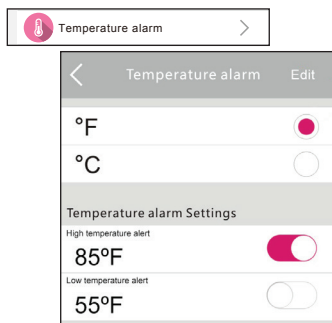 Temperature alarm
Temperature alarm Edit
°F
°C
Temperature alarm Settings
High temperature alert
85ºF
Low temperature alert
55ºF